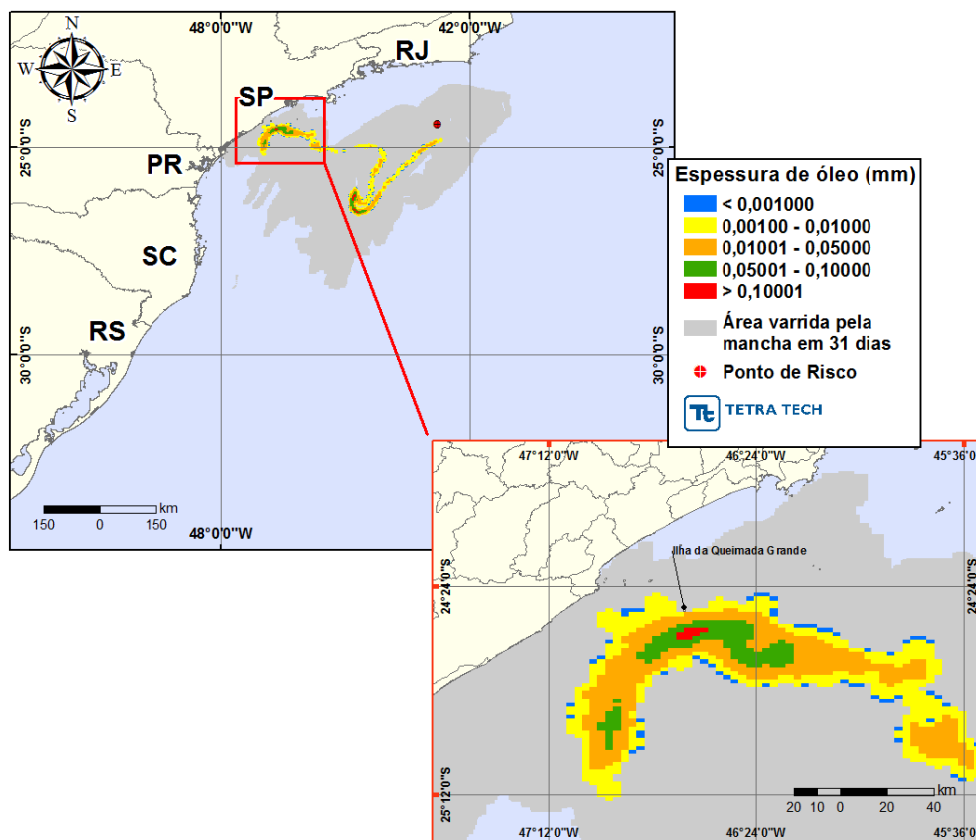 48°0'0"W
42°0'0"W
N
W
E
S
RJ
SP
25°0'0"S
25°0'0"S
PR
SC
RS
30°0'0"S
30°0'0"S
150
0
150
km
48°0'0"W
Espessura de óleo (mm)
< 0,001000
0,00100 - 0,01000
0,01001 - 0,05000
0,05001 - 0,10000
> 0,10001
Área varrida pela
mancha em 31 dias
Ponto de Risco
Tt TETRA TECH
47°12'0"W
46°24'0"W
45°36'0"
Ilha da Queimada Grande
24°24'0"S
24°24'0"S
25°12'0"S
25°12'0"S
20 10 0 20 40 km
47°12'0"W
46°24'0"W
45°36'0"